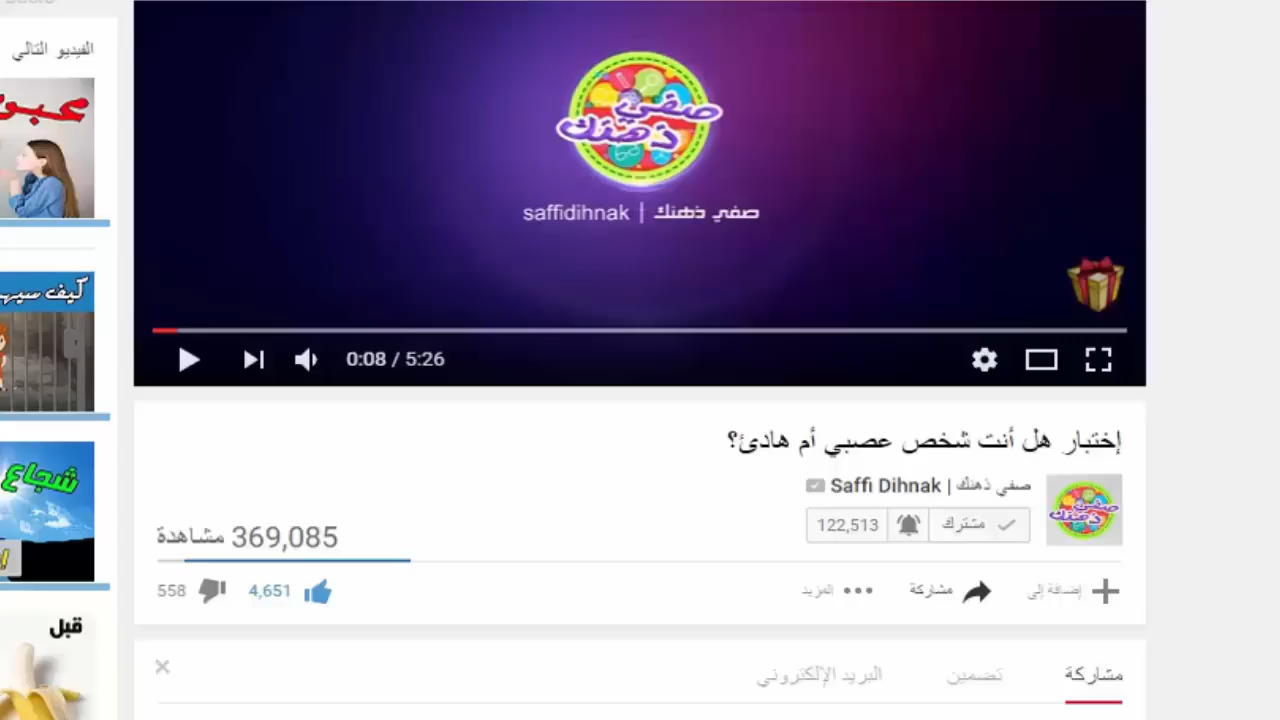 الفيديو التالي
كيف
شجاع
قبل
صفي
ذهنك
صفي ذهنك | saffidihnak
0:08 / 5:26
إختبار هل أنت شخص عصبي أم هادئ؟
صفي ذهنك | Saffi Dihnak
مشترك 122,513
369,085 مشاهدة
إضافة إلى مشاركة المزيد
4,651 558
مشاركة تضمين البريد الإلكتروني